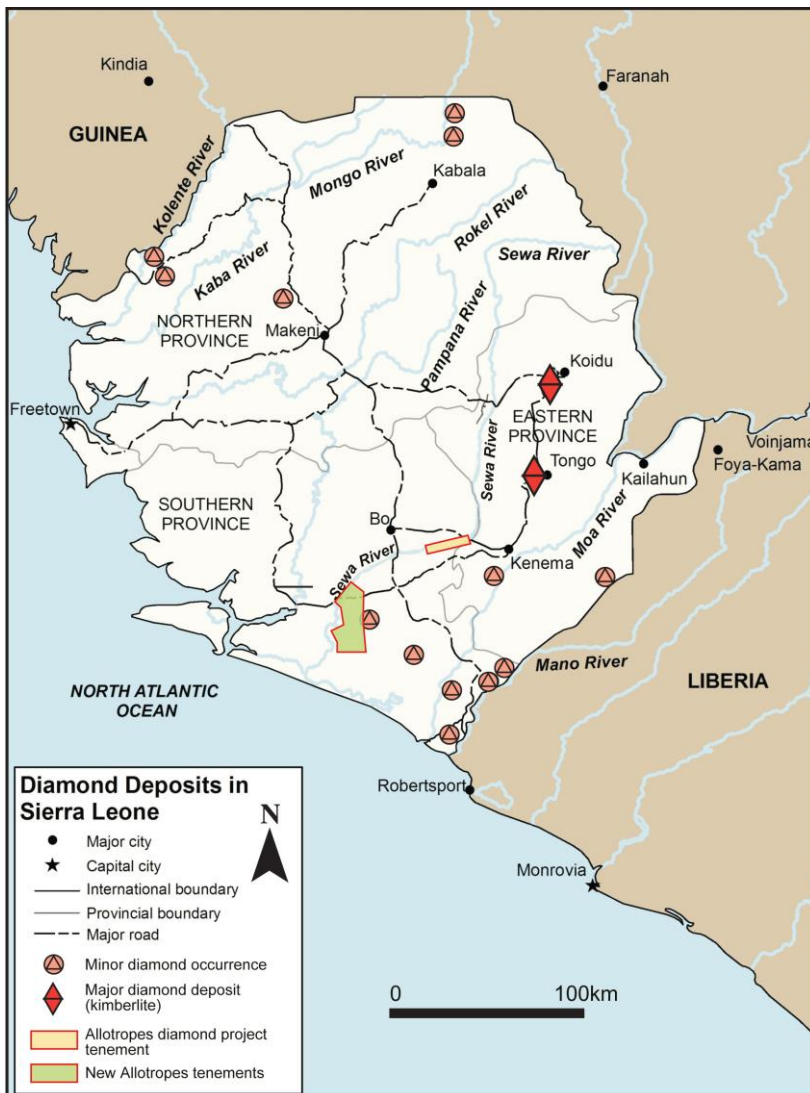 Kindia
Faranah
GUINEA
Kolente River
Mongo River
Kabala
Rokel River
Sewa River
Kaba River
NORTHERN
PROVINCE
Makeni
Pampana River
Koidu
Freetown
EASTERN
PROVINCE
Sewa River
Voinjama
Foya-Kama
Tongo
Kailahun
SOUTHERN
PROVINCE
Bo
Moa River
Kenema
Sewa River
Mano River
LIBERIA
NORTH ATLANTIC
OCEAN
Robertsport
Monrovia
Diamond Deposits in
Sierra Leone
N
Major city
Capital city
International boundary
Provincial boundary
Major road
Minor diamond occurrence
Major diamond deposit
(kimberlite)
Allotropes diamond project
tenement
New Allotropes tenements
0 100km